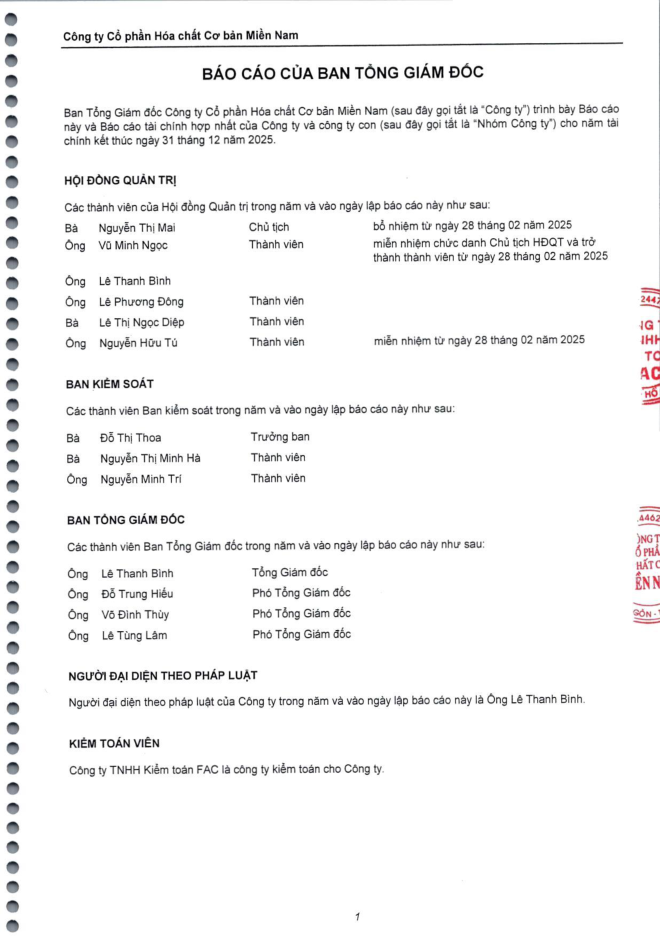 Công ty Cổ phần Hóa chất Cơ bản Miền Nam
BÁO CÁO CỦA BAN TỔNG GIÁM ĐỐC
Ban Tổng Giám đốc Công ty Cổ phần Hóa chất Cơ bản Miền Nam (sau đây gọi tắt là “Công ty”) trình bày Báo cáo
này và Báo cáo tài chính hợp nhất của Công ty và công ty con (sau đây gọi tắt là “Nhóm Công ty”) cho năm tài
chính kết thúc ngày 31 tháng 12 năm 2025.
HỘI ĐỒNG QUẢN TRỊ
Các thành viên của Hội đồng Quản trị trong năm và vào ngày lập báo cáo này như sau:
Bà Nguyễn Thị Mai Chủ tịch bổ nhiệm từ ngày 28 tháng 02 năm 2025
Ông Vũ Minh Ngọc Thành viên miễn nhiệm chức danh Chủ tịch HĐQT và trở
thành thành viên từ ngày 28 tháng 02 năm 2025
Ông Lê Thanh Bình
Ông Lê Phương Đông Thành viên
Bà Lê Thị Ngọc Diệp Thành viên
Ông Nguyễn Hữu Tú Thành viên miễn nhiệm từ ngày 28 tháng 02 năm 2025
BAN KIỂM SOÁT
Các thành viên Ban kiểm soát trong năm và vào ngày lập báo cáo này như sau:
Bà Đỗ Thị Thoa Trưởng ban
Bà Nguyễn Thị Minh Hà Thành viên
Ông Nguyễn Minh Trí Thành viên
BAN TỔNG GIÁM ĐỐC
Các thành viên Ban Tổng Giám đốc trong năm và vào ngày lập báo cáo này như sau:
Ông Lê Thanh Bình Tổng Giám đốc
Ông Đỗ Trung Hiếu Phó Tổng Giám đốc
Ông Võ Đình Thùy Phó Tổng Giám đốc
Ông Lê Tùng Lâm Phó Tổng Giám đốc
NGƯỜI ĐẠI DIỆN THEO PHÁP LUẬT
Người đại diện theo pháp luật của Công ty trong năm và vào ngày lập báo cáo này là Ông Lê Thanh Bình.
KIỂM TOÁN VIÊN
Công ty TNHH Kiểm toán FAC là công ty kiểm toán cho Công ty.
1